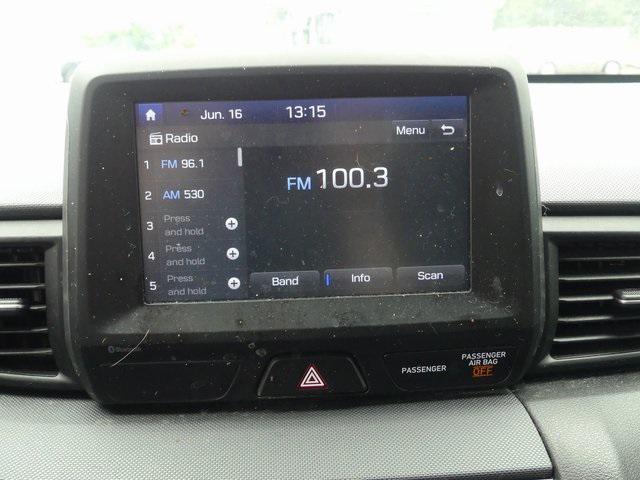 Jun. 16 13:15
Radio Menu
1 FM 96.1
FM 100.3
2 AM 530
3 Press
and hold
4 Press
and hold
5 Press
and hold
Band Info Scan
Bluetooth
PASSENGER
PASSENGER
AIR BAG
OFF